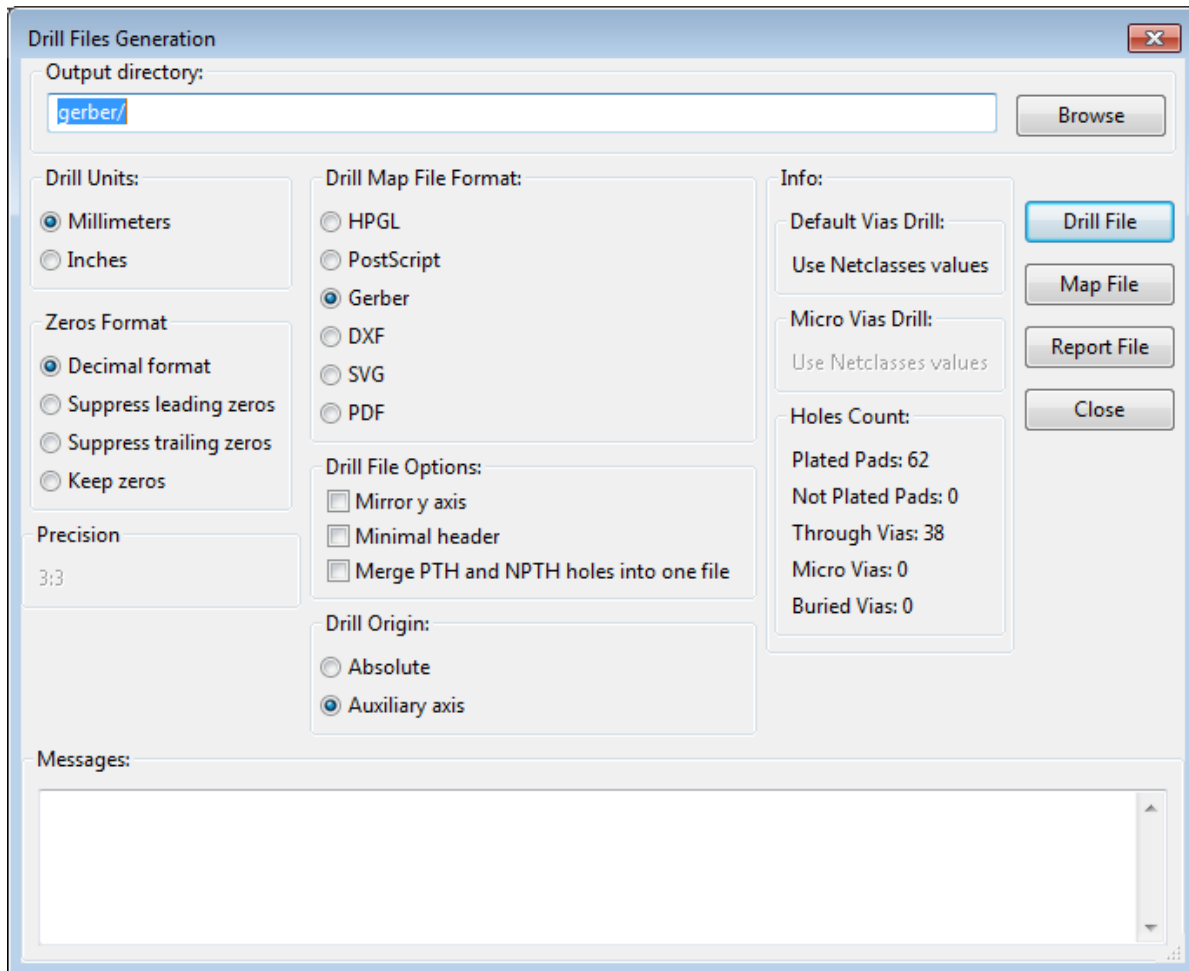 Drill Files Generation
Output directory:
gerber/
Browse
Drill Units:
Millimeters
Inches
Zeros Format
Decimal format
Suppress leading zeros
Suppress trailing zeros
Keep zeros
Precision
3:3
Drill Map File Format:
HPGL
PostScript
Gerber
DXF
SVG
PDF
Drill File Options:
Mirror y axis
Minimal header
Merge PTH and NPTH holes into one file
Drill Origin:
Absolute
Auxiliary axis
Info:
Default Vias Drill:
Use Netclasses values
Micro Vias Drill:
Use Netclasses values
Holes Count:
Plated Pads: 62
Not Plated Pads: 0
Through Vias: 38
Micro Vias: 0
Buried Vias: 0
Drill File
Map File
Report File
Close
Messages: